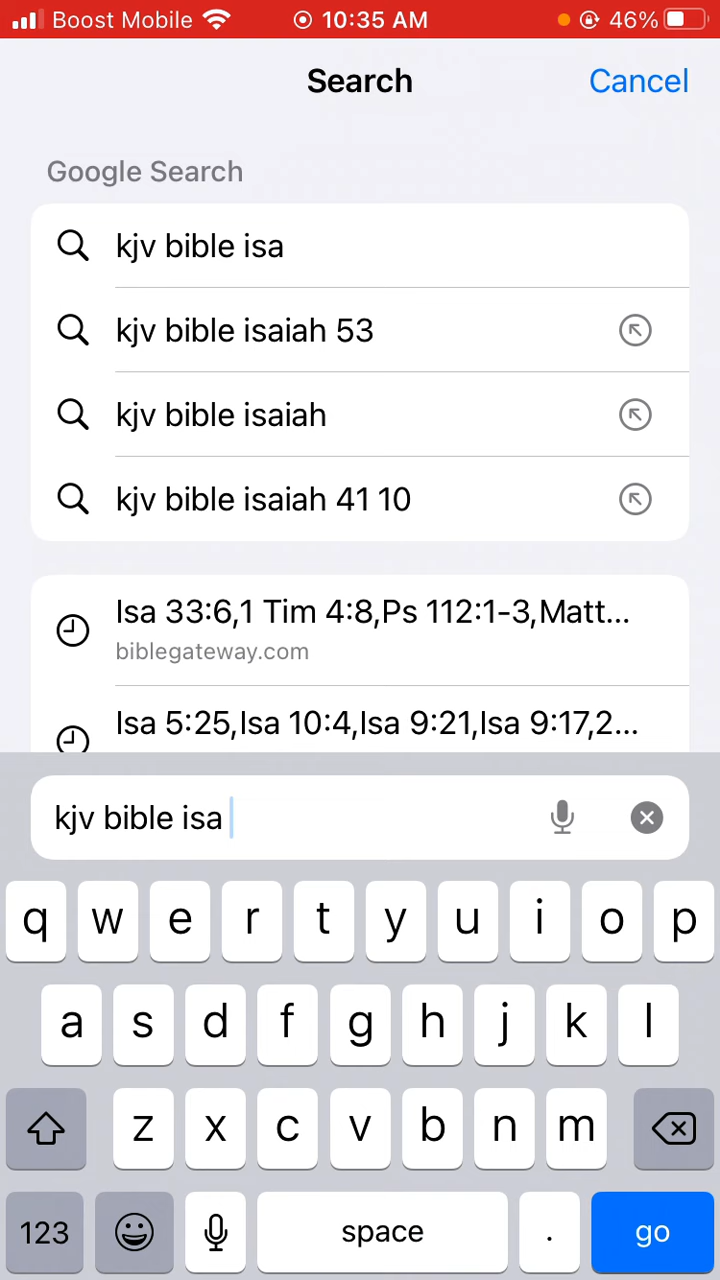 Boost Mobile 10:35 AM 46%
Search Cancel
Google Search
kjv bible isa
kjv bible isaiah 53
kjv bible isaiah
kjv bible isaiah 41 10
Isa 33:6,1 Tim 4:8,Ps 112:1-3,Matt...
biblegateway.com
Isa 5:25,Isa 10:4,Isa 9:21,Isa 9:17,2...
kjv bible isa
q w e r t y u i o p
a s d f g h j k l
z x c v b n m
123 space . go